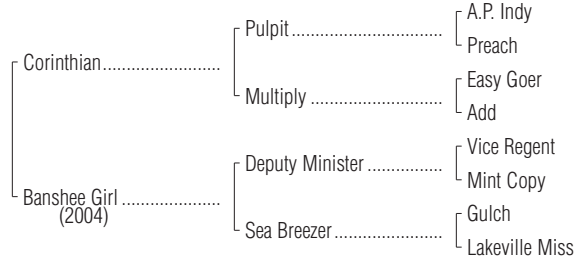 A.P. Indy
Pulpit
Preach
Corinthian
Easy Goer
Multiply
Add
Vice Regent
Deputy Minister
Mint Copy
Banshee Girl
(2004)
Gulch
Sea Breezer
Lakeville Miss